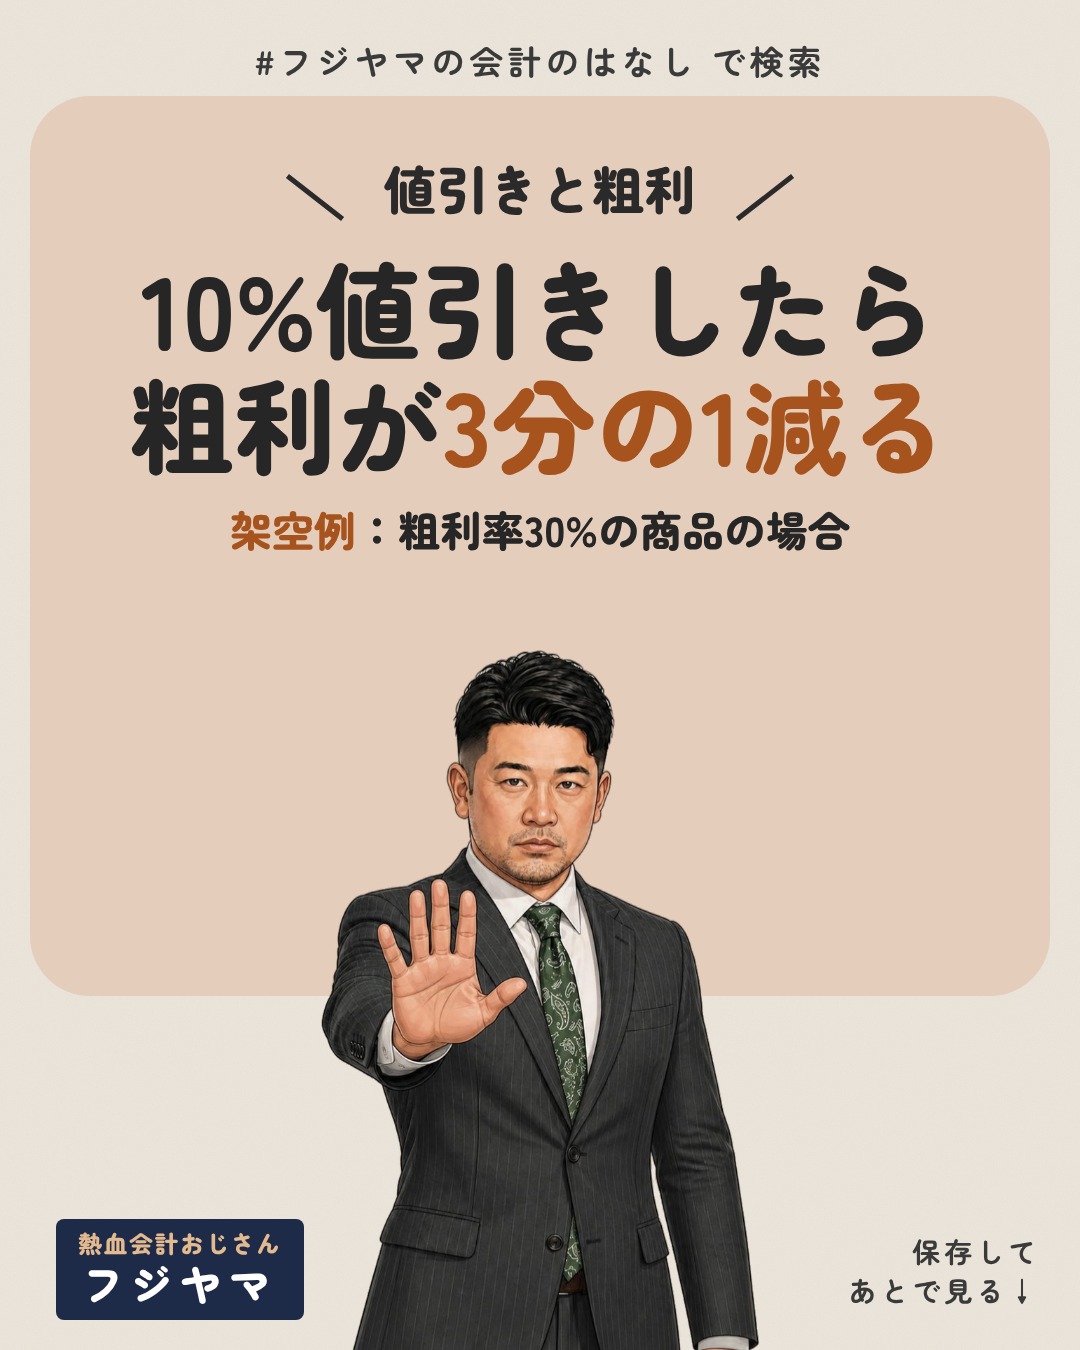 #フジヤマの会計のはなし で検索
値引きと粗利
10%値引きしたら
粗利が3分の1減る
架空例：粗利率30%の商品の場合
熱血会計おじさん
フジヤマ
保存して
あとで見る↓